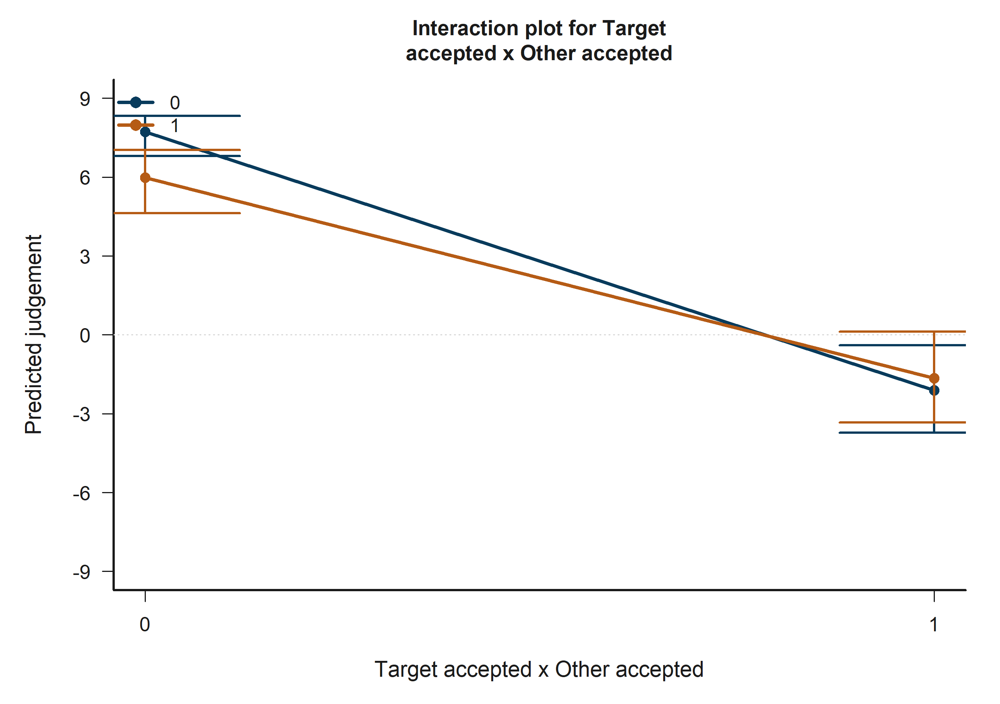 Interaction plot for Target
accepted x Other accepted
9
6
3
0
-3
-6
-9
0
1
Predicted judgement
0
1
Target accepted x Other accepted